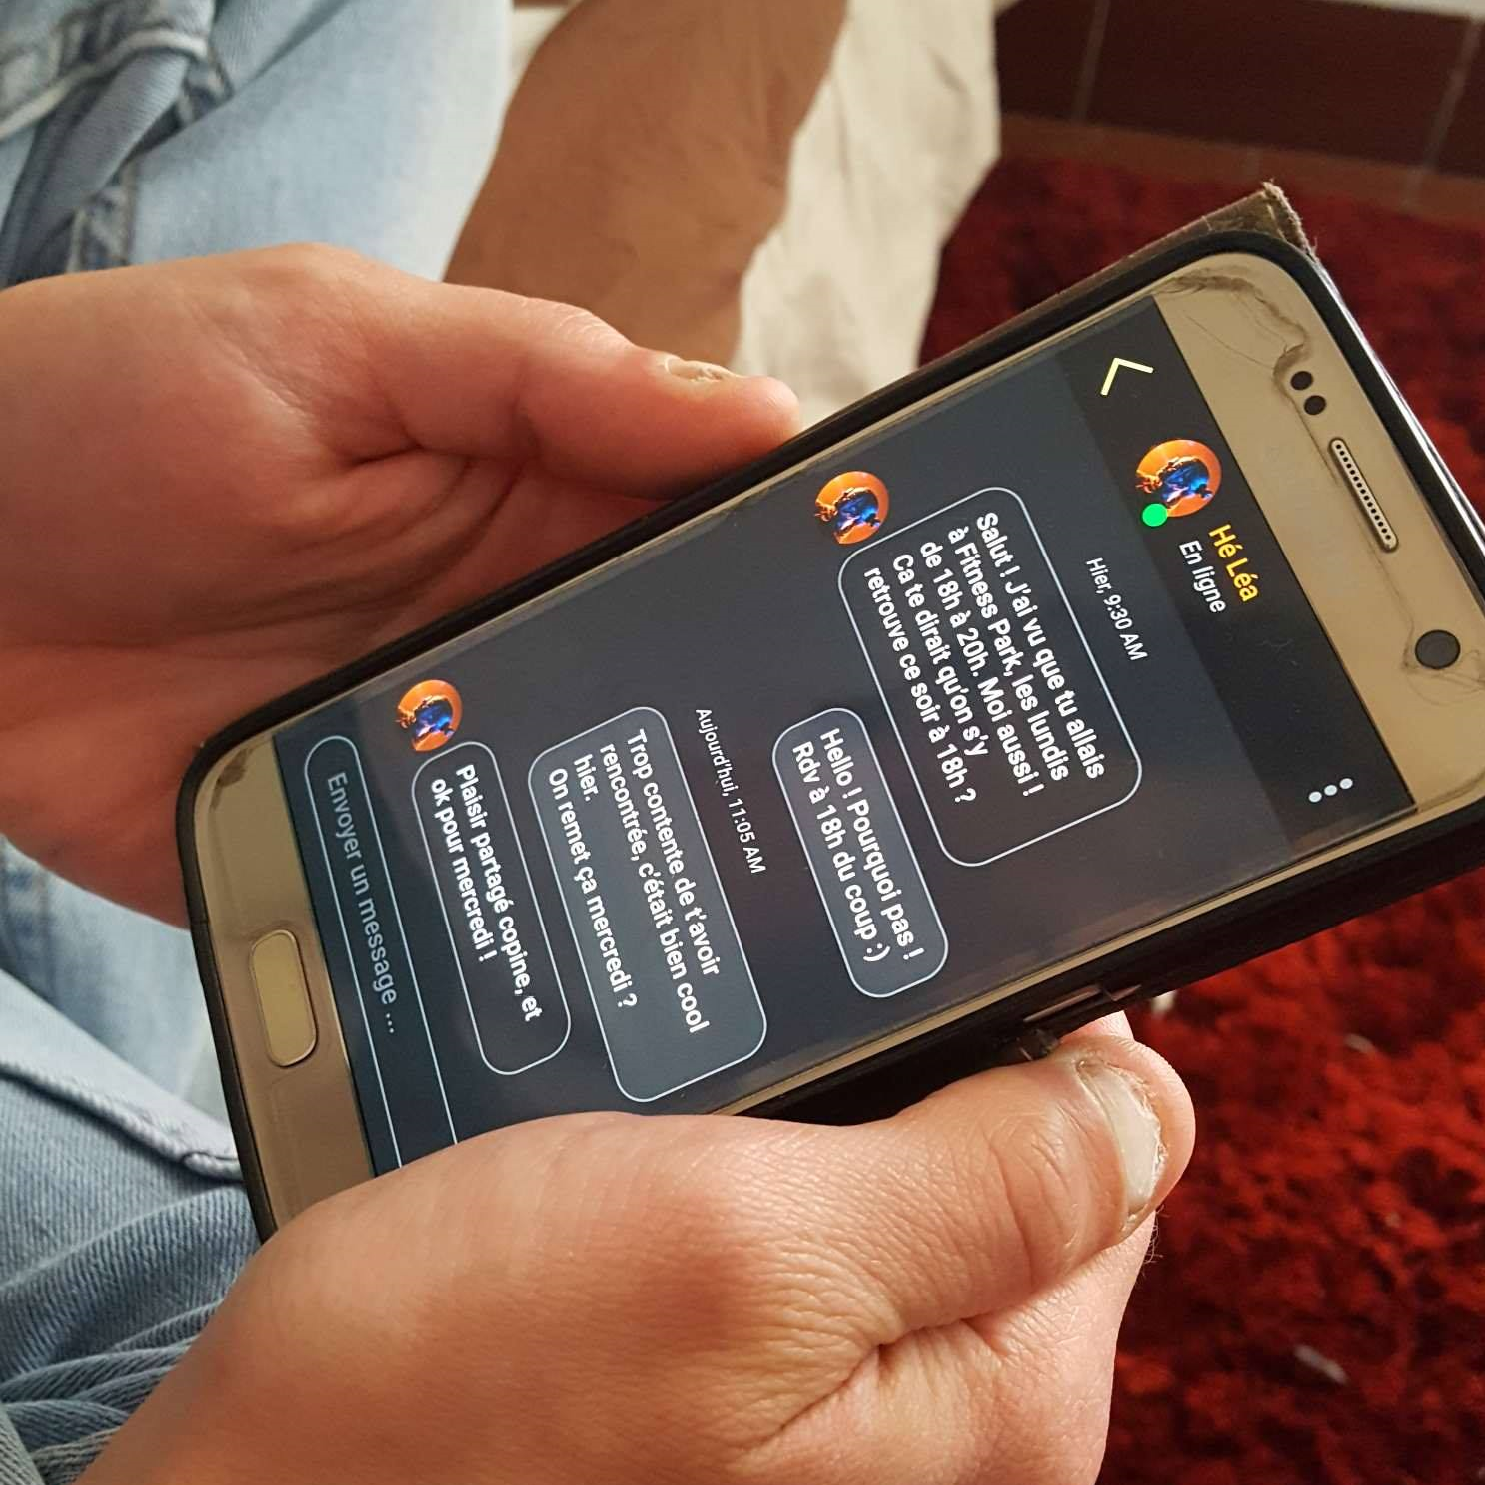 Hé Léa
En ligne
Hier, 9:30 AM
Salut ! J'ai vu que tu allais
à Fitness Park, les lundis
de 18h à 20h. Moi aussi !
Ca te dirait qu'on s'y
retrouve ce soir à 18h ?
Hello ! Pourquoi pas !
Rdv à 18h du coup :)
Aujourd'hui, 11:05 AM
Trop contente de t'avoir
rencontrée, c'était bien cool
hier.
On remet ça mercredi ?
Plaisir partagé copine, et
ok pour mercredi !
Envoyer un message ...